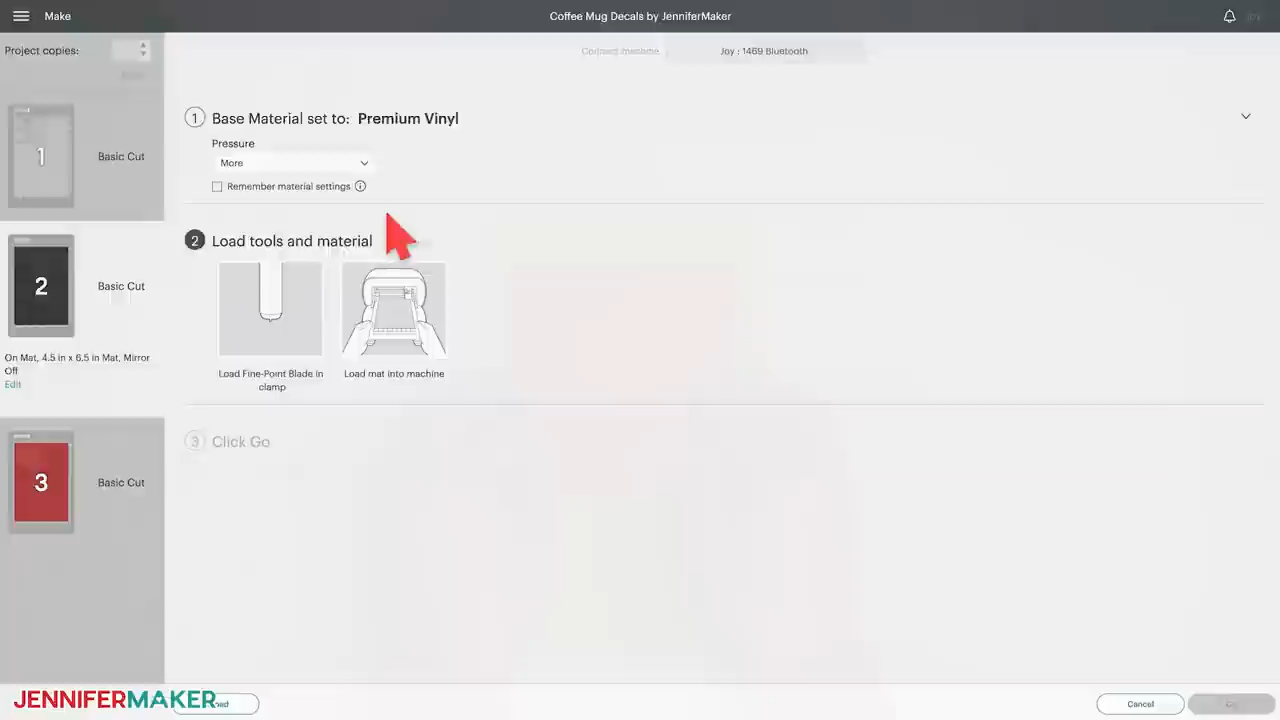 Make
Coffee Mug Decals by JenniferMaker
Project copies:
Connect machine.
Joy : 1469 Bluetooth
1
Basic Cut
2
Basic Cut
On Mat, 4.5 in x 6.5 in Mat, Mirror
Off
Edit
3
Basic Cut
1 Base Material set to: Premium Vinyl
Pressure
More
Remember material settings
2 Load tools and material
Load Fine-Point Blade in
clamp
Load mat into machine
3 Click Go
JENNIFERMAKER
Cancel